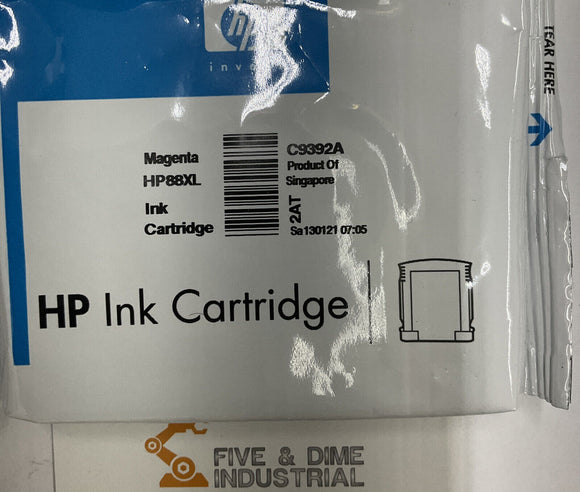 hp
invent
TEAR HERE
Magenta
HP88XL
Ink
Cartridge
C9392A
Product Of
Singapore
2AT
Sa130121 07:05
HP Ink Cartridge
FIVE & DIME
INDUSTRIAL